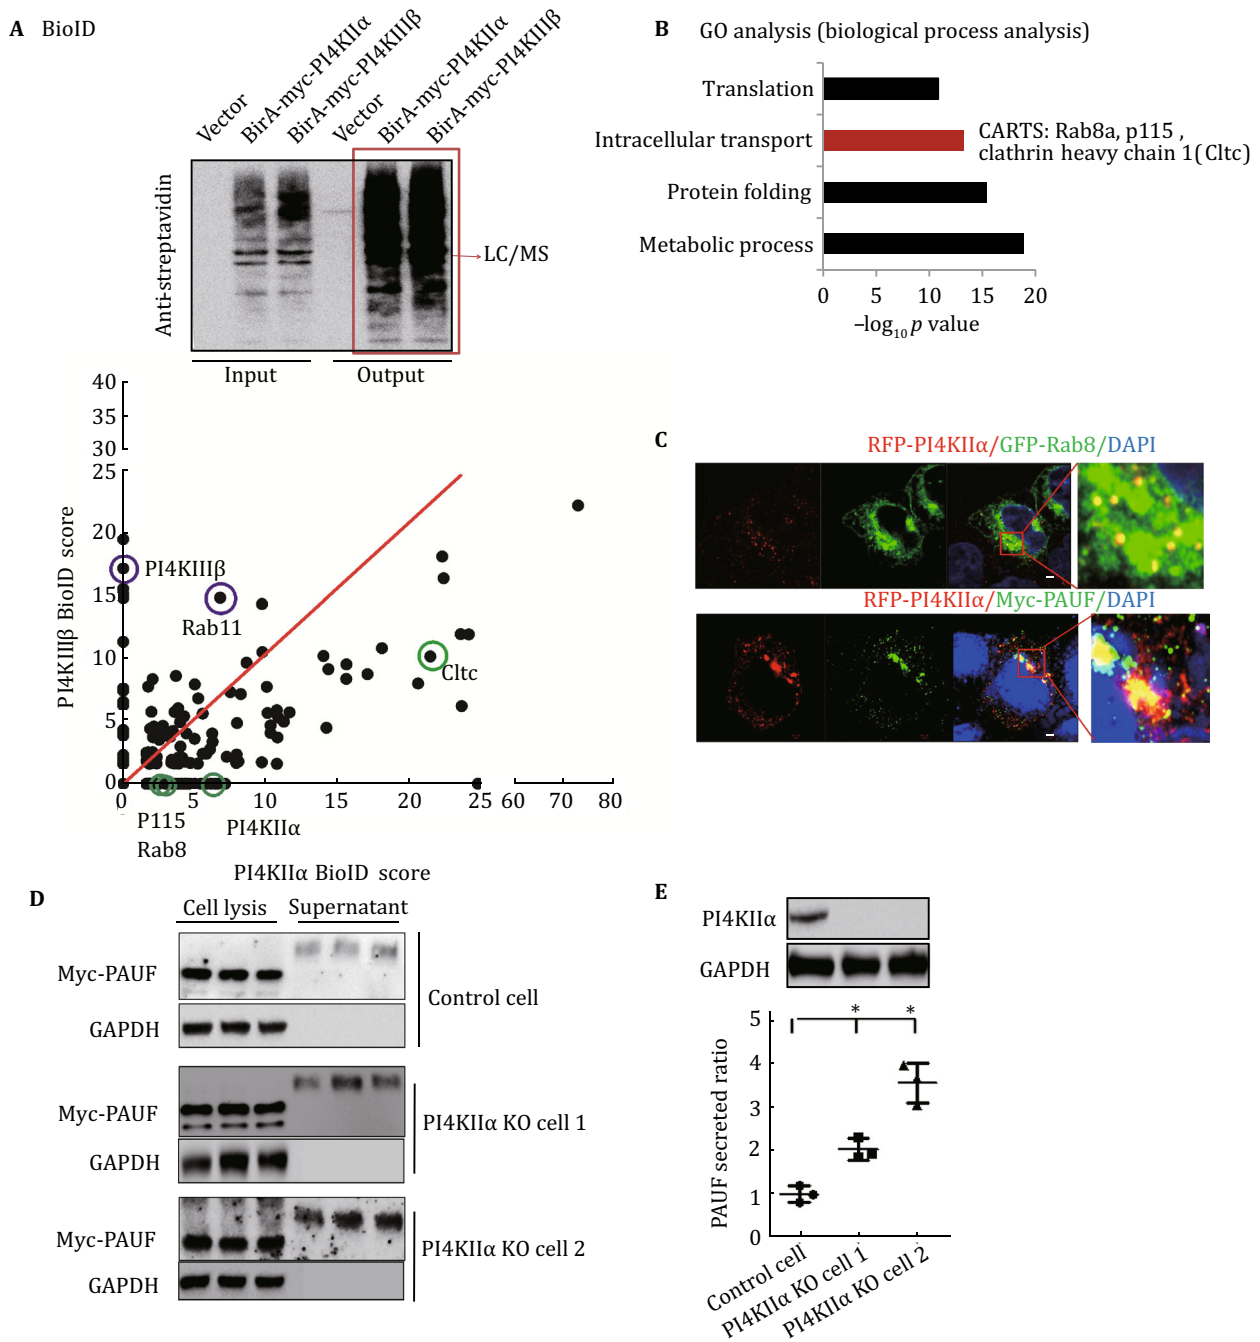 A BioID
Vector
BirA-myc-PI4KIIα
BirA-myc-PI4KIIIβ
Vector
BirA-myc-PI4KIIα
BirA-myc-PI4KIIIβ
Anti-streptavidin
LC/MS
Input
Output
40
35
30
25
20
15
10
5
0
PI4KIIIβ BioID score
PI4KIIIβ
Rab11
Cltc
0
5
10
15
20
25
60
70
80
P115
Rab8
PI4KIIα
PI4KIIα BioID score
B GO analysis (biological process analysis)
Translation
Intracellular transport
Protein folding
Metabolic process
CARTS: Rab8a, p115 ,
clathrin heavy chain 1(Cltc)
0
5
10
15
20
–log₁₀ p value
C
RFP-PI4KIIα/GFP-Rab8/DAPI
RFP-PI4KIIα/Myc-PAUF/DAPI
D
Cell lysis
Supernatant
Myc-PAUF
GAPDH
Control cell
Myc-PAUF
GAPDH
PI4KIIα KO cell 1
Myc-PAUF
GAPDH
PI4KIIα KO cell 2
E
PI4KIIα
GAPDH
5
4
3
2
1
0
PAUF secreted ratio
*
*
Control cell
PI4KIIα KO cell 1
PI4KIIα KO cell 2